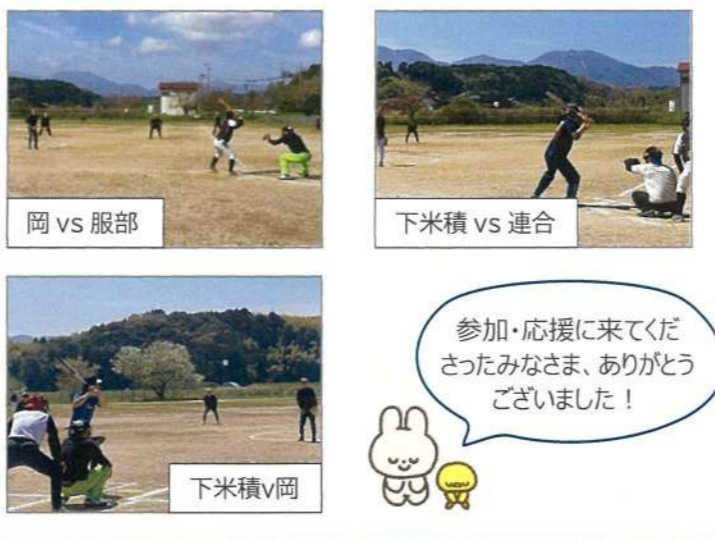 岡 vs 服部
下米積 vs 連合
下米積v岡
参加・応援に来てくだ
さったみなさま、ありがとう
ございました！